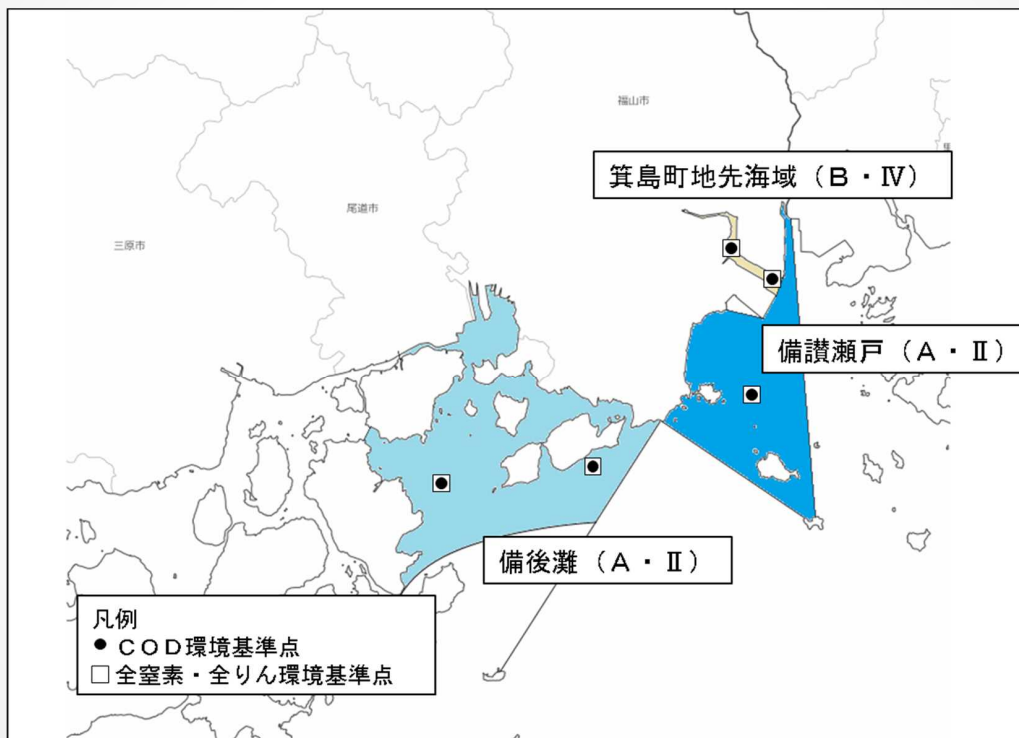 福山市
箕島町地先海域（Ｂ・Ⅳ）
尾道市
三原市
備讃瀬戸（Ａ・Ⅱ）
備後灘（Ａ・Ⅱ）
凡例
● ＣＯＤ環境基準点
□ 全窒素・全りん環境基準点